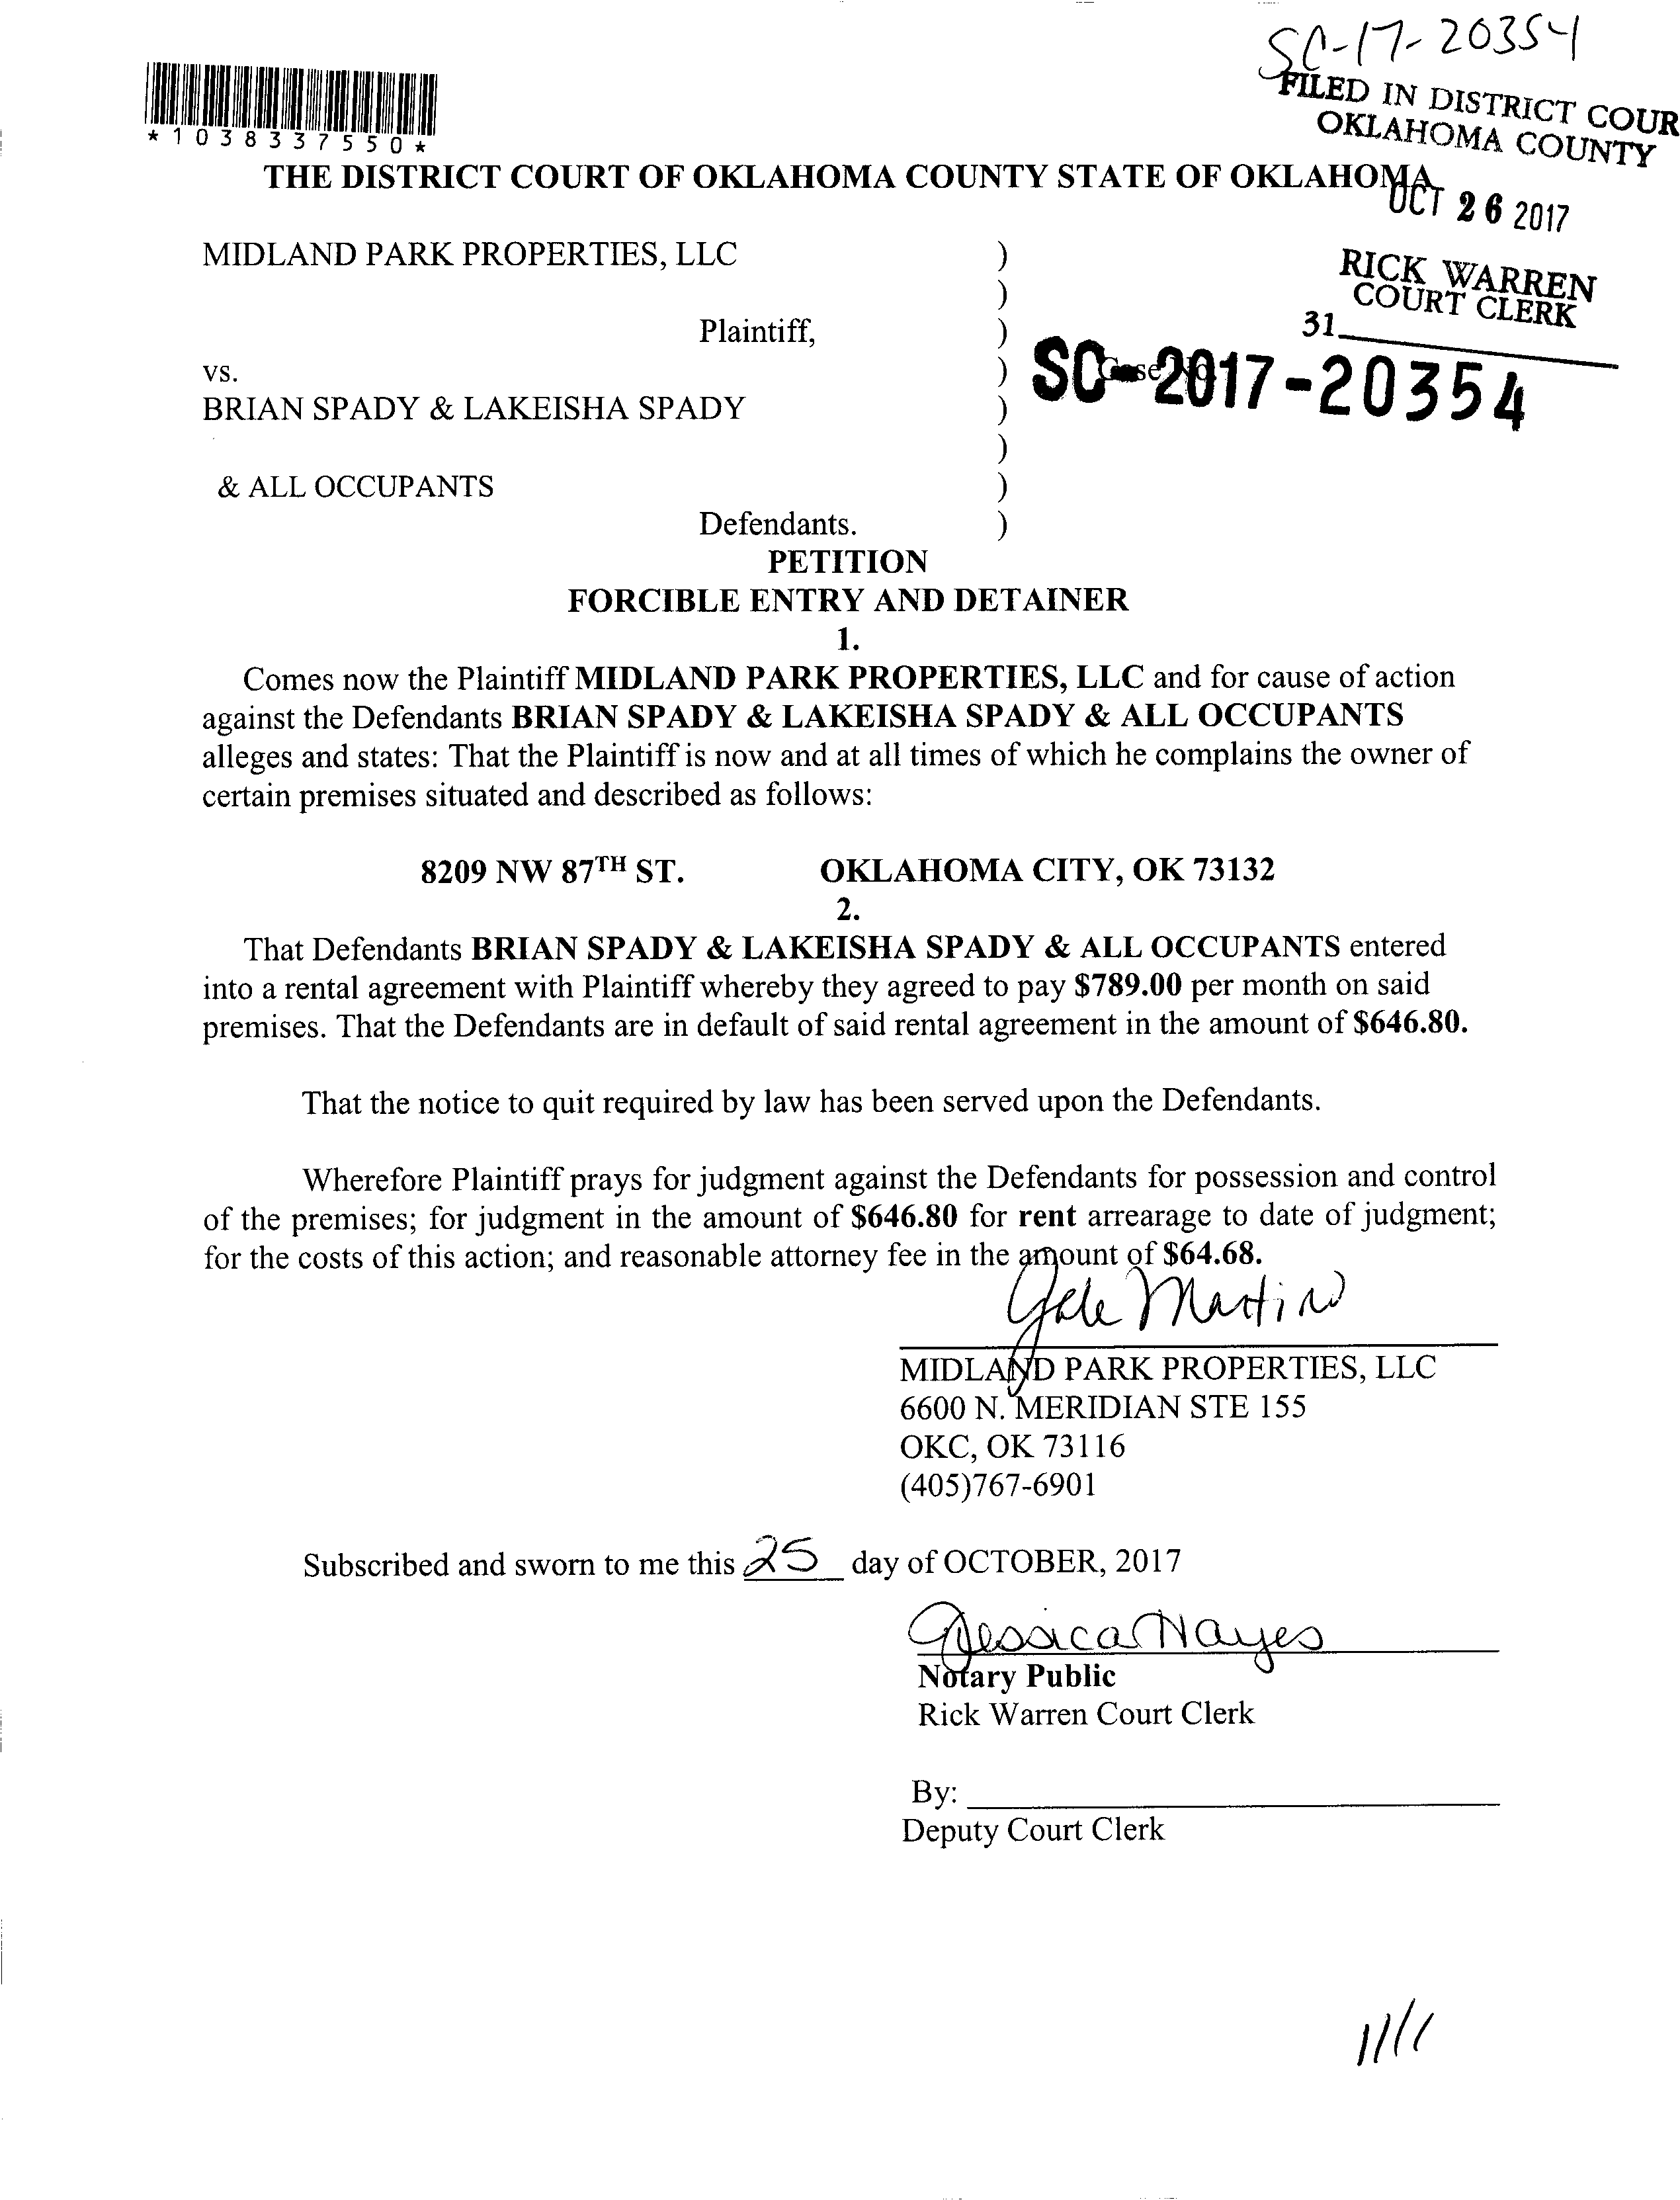 SC-17-20354
FILED IN DISTRICT COUR
OKLAHOMA COUNTY
*1038337550*
THE DISTRICT COURT OF OKLAHOMA COUNTY STATE OF OKLAHOMA
OCT 26 2017
MIDLAND PARK PROPERTIES, LLC )
RICK WARREN
COURT CLERK
)
31
Plaintiff, )
vs. ) Case No.
SC-2017-20354
BRIAN SPADY & LAKEISHA SPADY )
)
& ALL OCCUPANTS )
Defendants. )
PETITION
FORCIBLE ENTRY AND DETAINER
1.
Comes now the Plaintiff MIDLAND PARK PROPERTIES, LLC and for cause of action
against the Defendants BRIAN SPADY & LAKEISHA SPADY & ALL OCCUPANTS
alleges and states: That the Plaintiff is now and at all times of which he complains the owner of
certain premises situated and described as follows:
8209 NW 87TH ST. OKLAHOMA CITY, OK 73132
2.
That Defendants BRIAN SPADY & LAKEISHA SPADY & ALL OCCUPANTS entered
into a rental agreement with Plaintiff whereby they agreed to pay $789.00 per month on said
premises. That the Defendants are in default of said rental agreement in the amount of $646.80.
That the notice to quit required by law has been served upon the Defendants.
Wherefore Plaintiff prays for judgment against the Defendants for possession and control
of the premises; for judgment in the amount of $646.80 for rent arrearage to date of judgment;
for the costs of this action; and reasonable attorney fee in the amount of $64.68.
Gale Martin
MIDLAND PARK PROPERTIES, LLC
6600 N. MERIDIAN STE 155
OKC, OK 73116
(405)767-6901
Subscribed and sworn to me this 25 day of OCTOBER, 2017
Jessica Hayes
Notary Public
Rick Warren Court Clerk
By:
Deputy Court Clerk